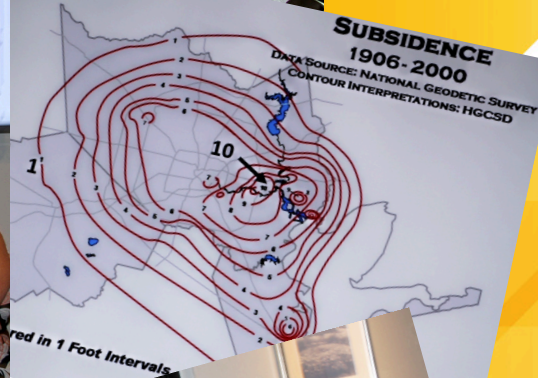 SUBSIDENCE
1906-2000
DATA SOURCE: NATIONAL GEODETIC SURVEY
CONTOUR INTERPRETATIONS: HGCSD
10
1
red in 1 Foot Intervals